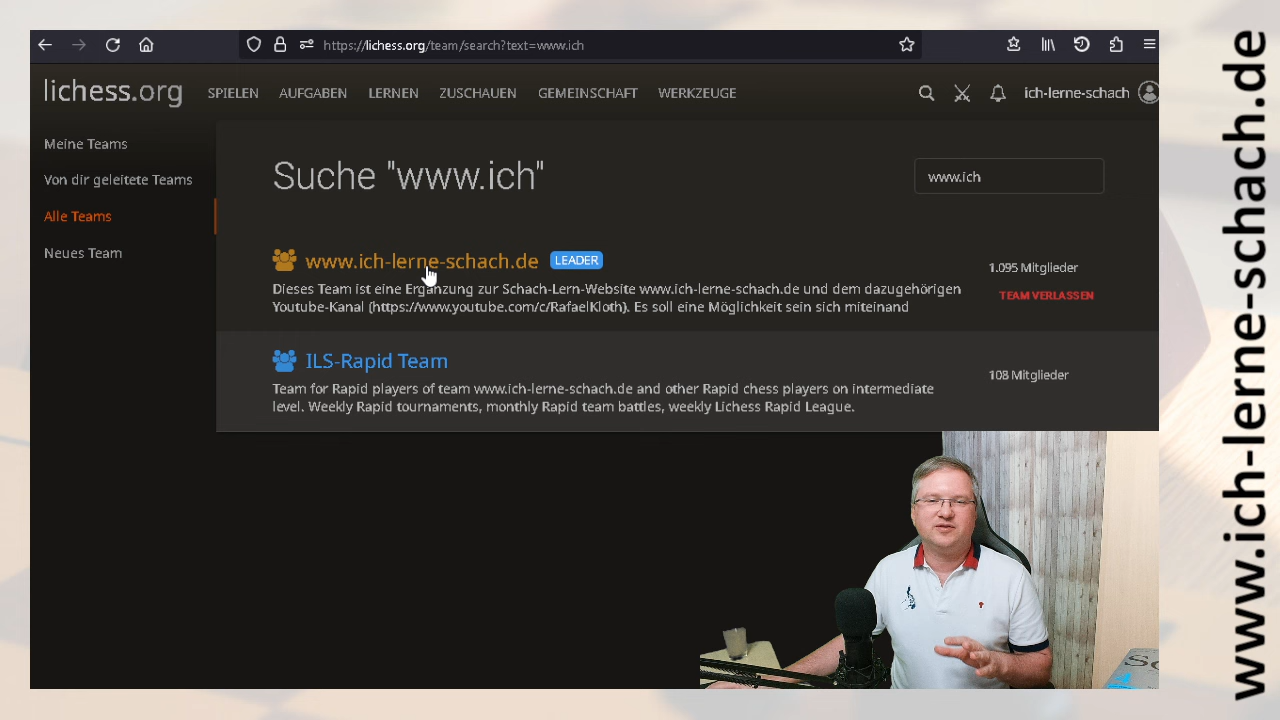 https://lichess.org/team/search?text=www.ich
lichess.org
SPIELEN
AUFGABEN
LERNEN
ZUSCHAUEN
GEMEINSCHAFT
WERKZEUGE
ich-lerne-schach
Meine Teams
Von dir geleitete Teams
Alle Teams
Neues Team
Suche "www.ich"
www.ich
www.ich-lerne-schach.de
LEADER
Dieses Team ist eine Ergänzung zur Schach-Lern-Website www.ich-lerne-schach.de und dem dazugehörigen
Youtube-Kanal (https://www.youtube.com/c/RafaelKloth). Es soll eine Möglichkeit sein sich miteinand
1.095 Mitglieder
TEAM VERLASSEN
ILS-Rapid Team
Team for Rapid players of team www.ich-lerne-schach.de and other Rapid chess players on intermediate
level. Weekly Rapid tournaments, monthly Rapid team battles, weekly Lichess Rapid League.
108 Mitglieder
www.ich-lerne-schach.de